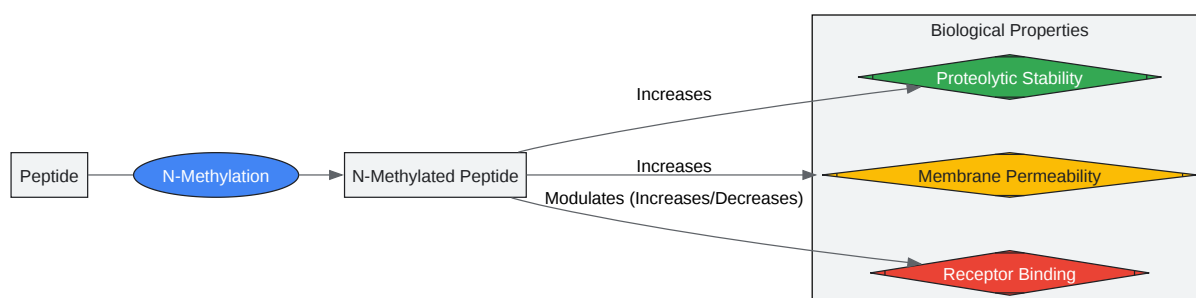 Biological Properties
Proteolytic Stability
Increases
Peptide
N-Methylation
N-Methylated Peptide
Increases
Membrane Permeability
Modulates (Increases/Decreases)
Receptor Binding